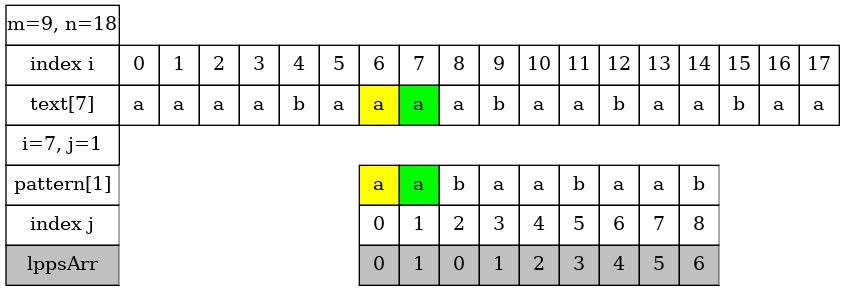 m=9, n=18
index i 0 1 2 3 4 5 6 7 8 9 10 11 12 13 14 15 16 17
text[7] a a a a b a a a a b a a b a a b a a
i=7, j=1
pattern[1] a a b a a b a a b
index j 0 1 2 3 4 5 6 7 8
lppsArr 0 1 0 1 2 3 4 5 6